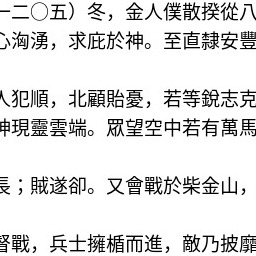 一二〇五）冬，金人僕散揆從八
心洶湧，求庇於神。至直隸安豐
人犯順，北顧貽憂，若等銳志克
神現靈雲端。眾望空中若有萬馬
長；賊遂卻。又會戰於柴金山，
督戰，兵士擁楯而進，敵乃披靡